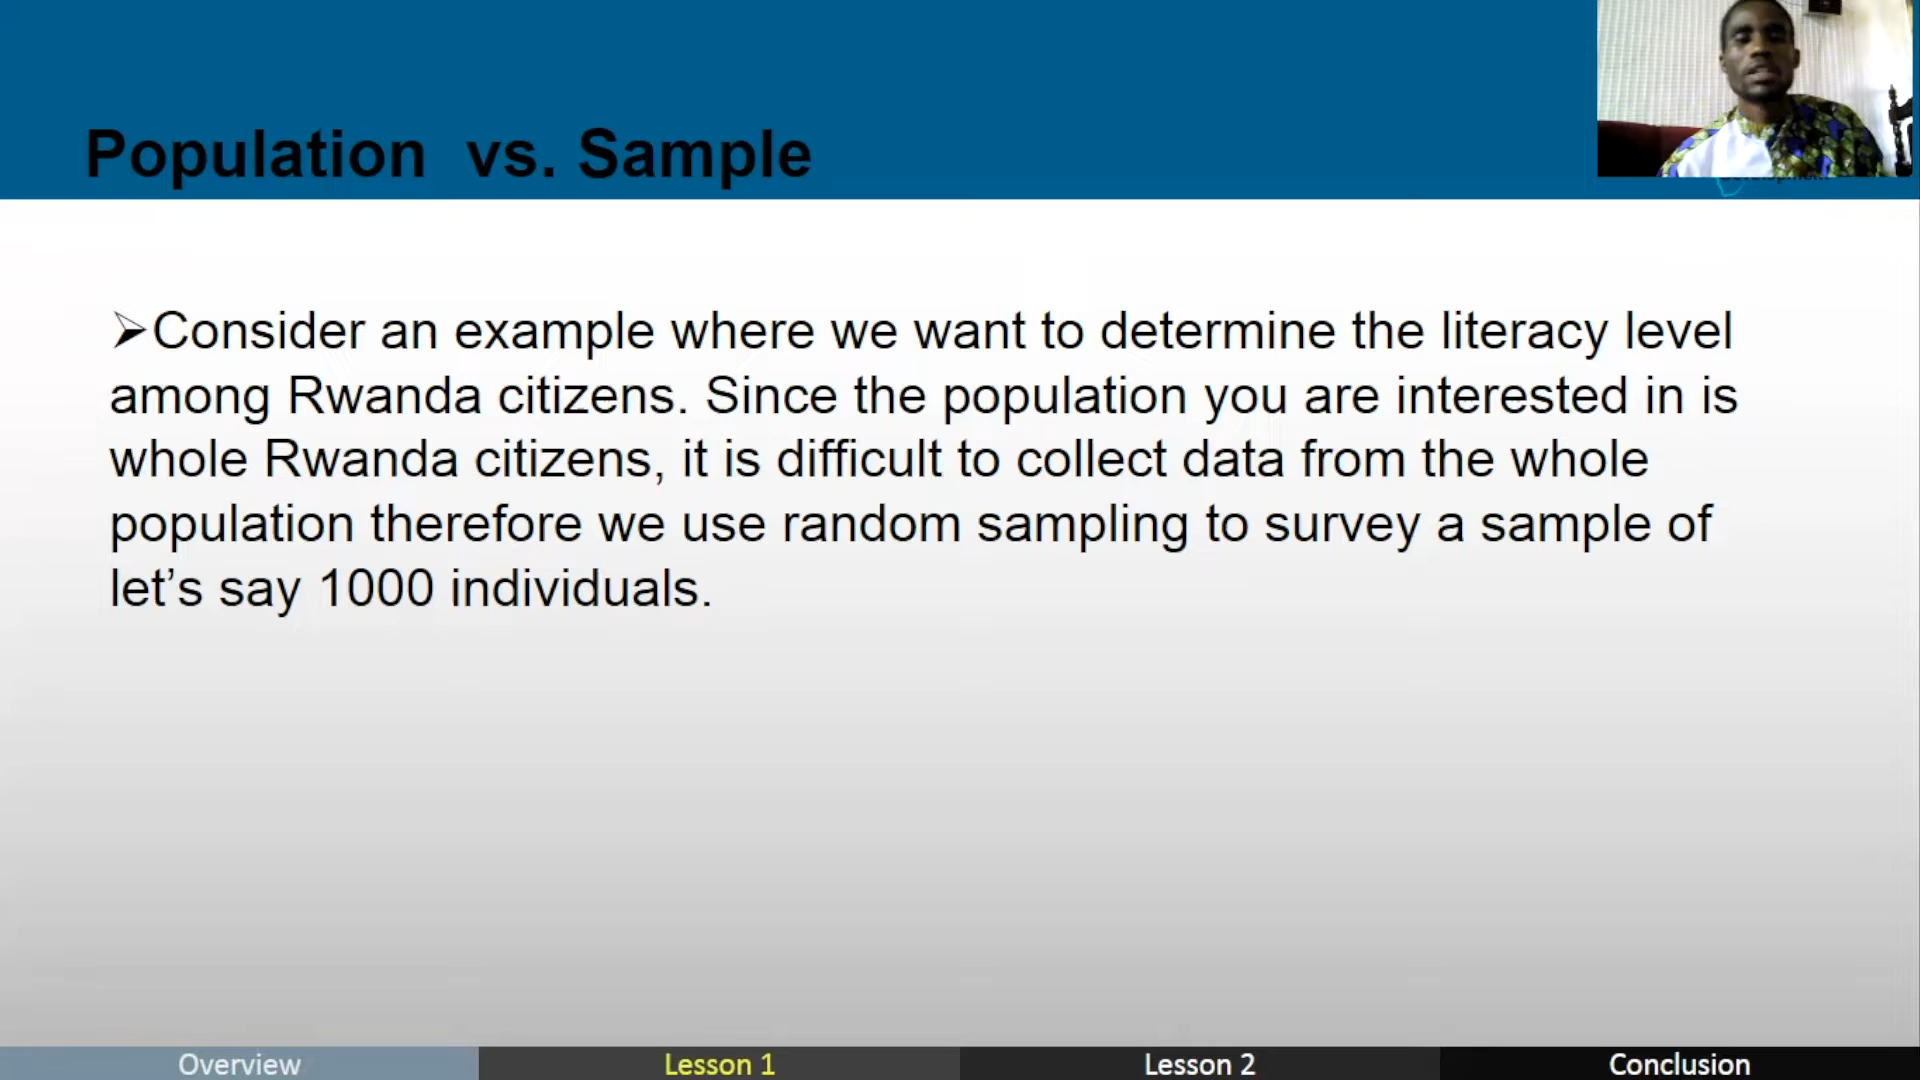 Population vs. Sample
➢Consider an example where we want to determine the literacy level
among Rwanda citizens. Since the population you are interested in is
whole Rwanda citizens, it is difficult to collect data from the whole
population therefore we use random sampling to survey a sample of
let’s say 1000 individuals.
Overview
Lesson 1
Lesson 2
Conclusion